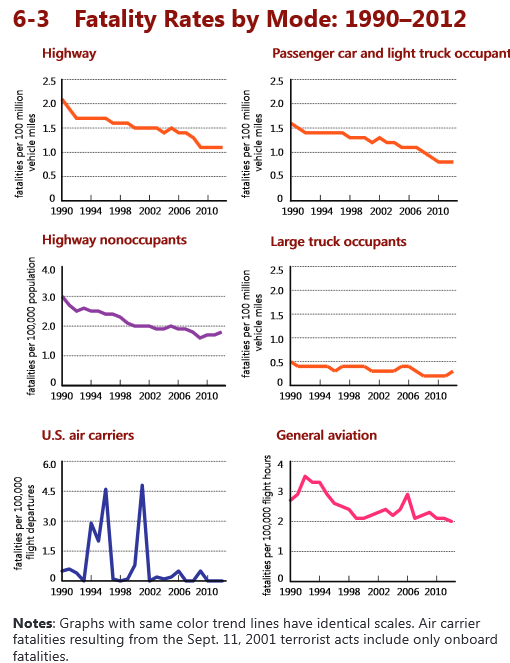 6-3 Fatality Rates by Mode: 1990–2012
Highway
fatalities per 100 million
vehicle miles
2.5
2.0
1.5
1.0
0.5
0
1990 1994 1998 2002 2006 2010
Passenger car and light truck occupant
fatalities per 100 million
vehicle miles
2.5
2.0
1.5
1.0
0.5
0
1990 1994 1998 2002 2006 2010
Highway nonoccupants
fatalities per 100,000 population
4.0
3.0
2.0
1.0
0
1990 1994 1998 2002 2006 2010
Large truck occupants
fatalities per 100 million
vehicle miles
2.5
2.0
1.5
1.0
0.5
0
1990 1994 1998 2002 2006 2010
U.S. air carriers
fatalities per 100,000
flight departures
6.0
4.5
3.0
1.5
0
1990 1994 1998 2002 2006 2010
General aviation
fatalities per 100,000 flight hours
4
3
2
1
0
1990 1994 1998 2002 2006 2010
Notes: Graphs with same color trend lines have identical scales. Air carrier
fatalities resulting from the Sept. 11, 2001 terrorist acts include only onboard
fatalities.